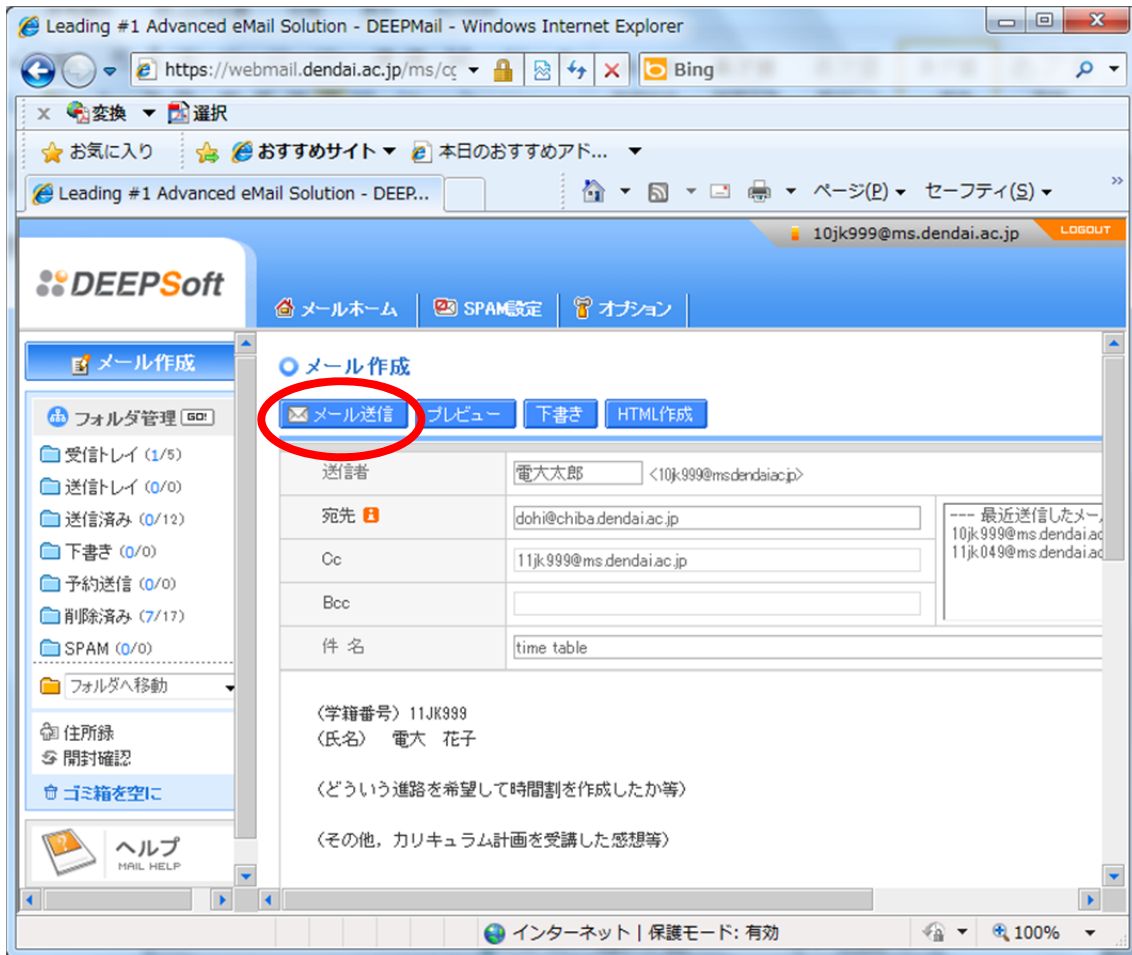 Leading #1 Advanced eMail Solution - DEEPMail - Windows Internet Explorer
https://webmail.dendai.ac.jp/ms/cg
Bing
x 変換 選択
お気に入り おすすめサイト 本日のおすすめアド...
Leading #1 Advanced eMail Solution - DEEP...
ページ(P) セーフティ(S) »
10jk999@ms.dendai.ac.jp LOGOUT
DEEPSoft
メールホーム SPAM設定 オプション
メール作成
フォルダ管理 GO!
受信トレイ (1/5)
送信トレイ (0/0)
送信済み (0/12)
下書き (0/0)
予約送信 (0/0)
削除済み (7/17)
SPAM (0/0)
フォルダへ移動
住所録
開封確認
ゴミ箱を空に
ヘルプ
MAIL HELP
メール作成
メール送信 プレビュー 下書き HTML作成
送信者 電大太郎 <10jk999@ms.dendai.ac.jp>
宛先 dohi@chiba.dendai.ac.jp
Cc 11jk999@ms.dendai.ac.jp
Bcc
件 名 time table
--- 最近送信したメー
10jk999@ms.dendai.ac
11jk049@ms.dendai.ac
(学籍番号) 11JK999
(氏名) 電大 花子
(どういう進路を希望して時間割を作成したか等)
(その他, カリキュラム計画を受講した感想等)
インターネット | 保護モード: 有効
100%